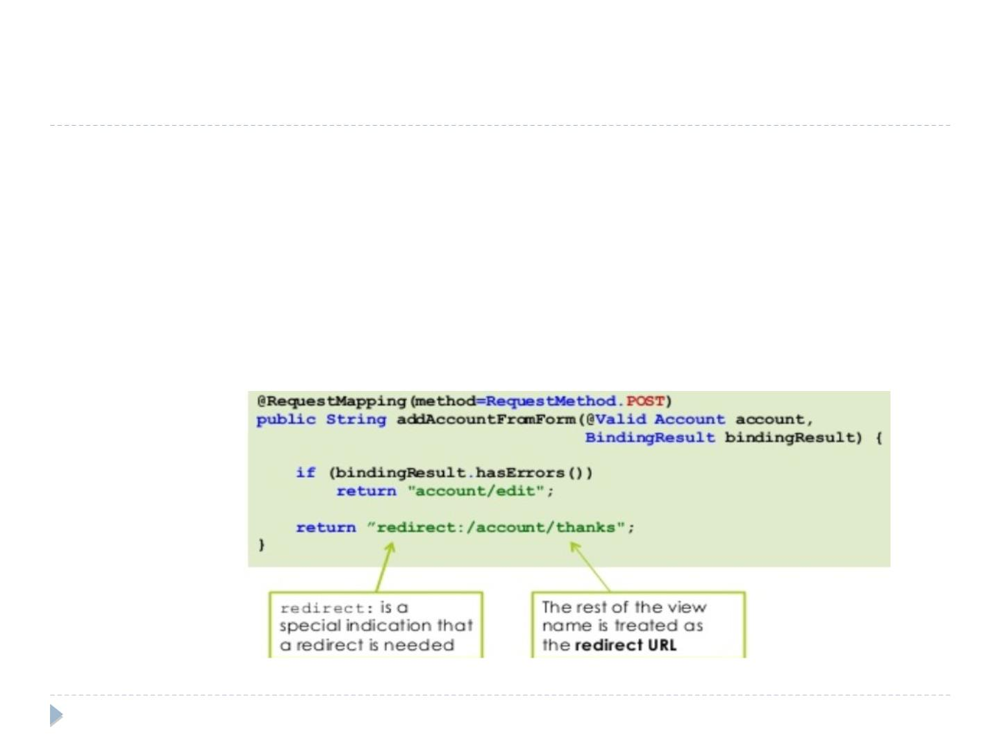 @RequestMapping(method=RequestMethod.POST)
public String addAccountFromForm(@Valid Account account,
BindingResult bindingResult) {
if (bindingResult.hasErrors())
return "account/edit";
return ”redirect:/account/thanks";
}
redirect: is a
special indication that
a redirect is needed
The rest of the view
name is treated as
the redirect URL